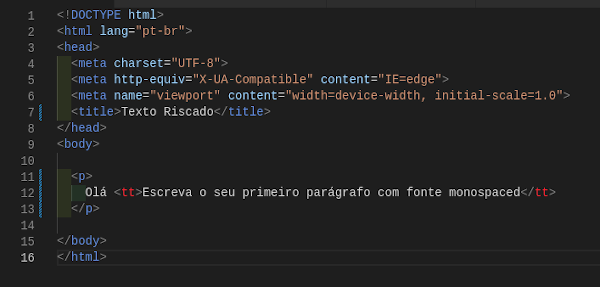 1 <!DOCTYPE html>
2 <html lang="pt-br">
3 <head>
4 <meta charset="UTF-8">
5 <meta http-equiv="X-UA-Compatible" content="IE=edge">
6 <meta name="viewport" content="width=device-width, initial-scale=1.0">
7 <title>Texto Riscado</title>
8 </head>
9 <body>
10
11 <p>
12 Olá <tt>Escreva o seu primeiro parágrafo com fonte monospaced</tt>
13 </p>
14
15 </body>
16 </html>